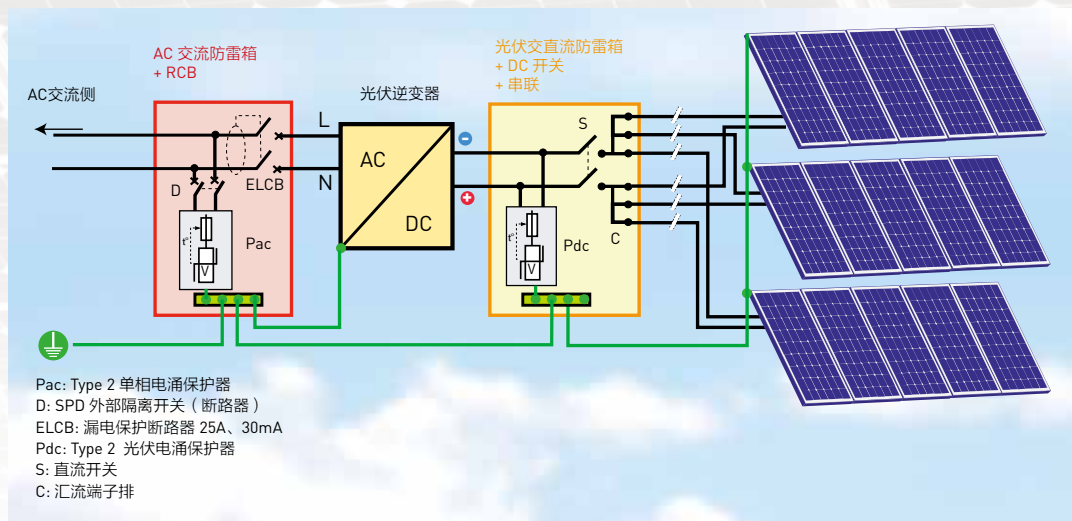 AC 交流防雷箱
+ RCB
光伏交直流防雷箱
+ DC 开关
+ 串联
AC交流侧
光伏逆变器
L
N
AC
DC
S
D
ELCB
Pac
t°
V
Pdc
t°
V
C
Pac: Type 2 单相电涌保护器
D: SPD 外部隔离开关（断路器）
ELCB: 漏电保护断路器 25A、30mA
Pdc: Type 2 光伏电涌保护器
S: 直流开关
C: 汇流端子排